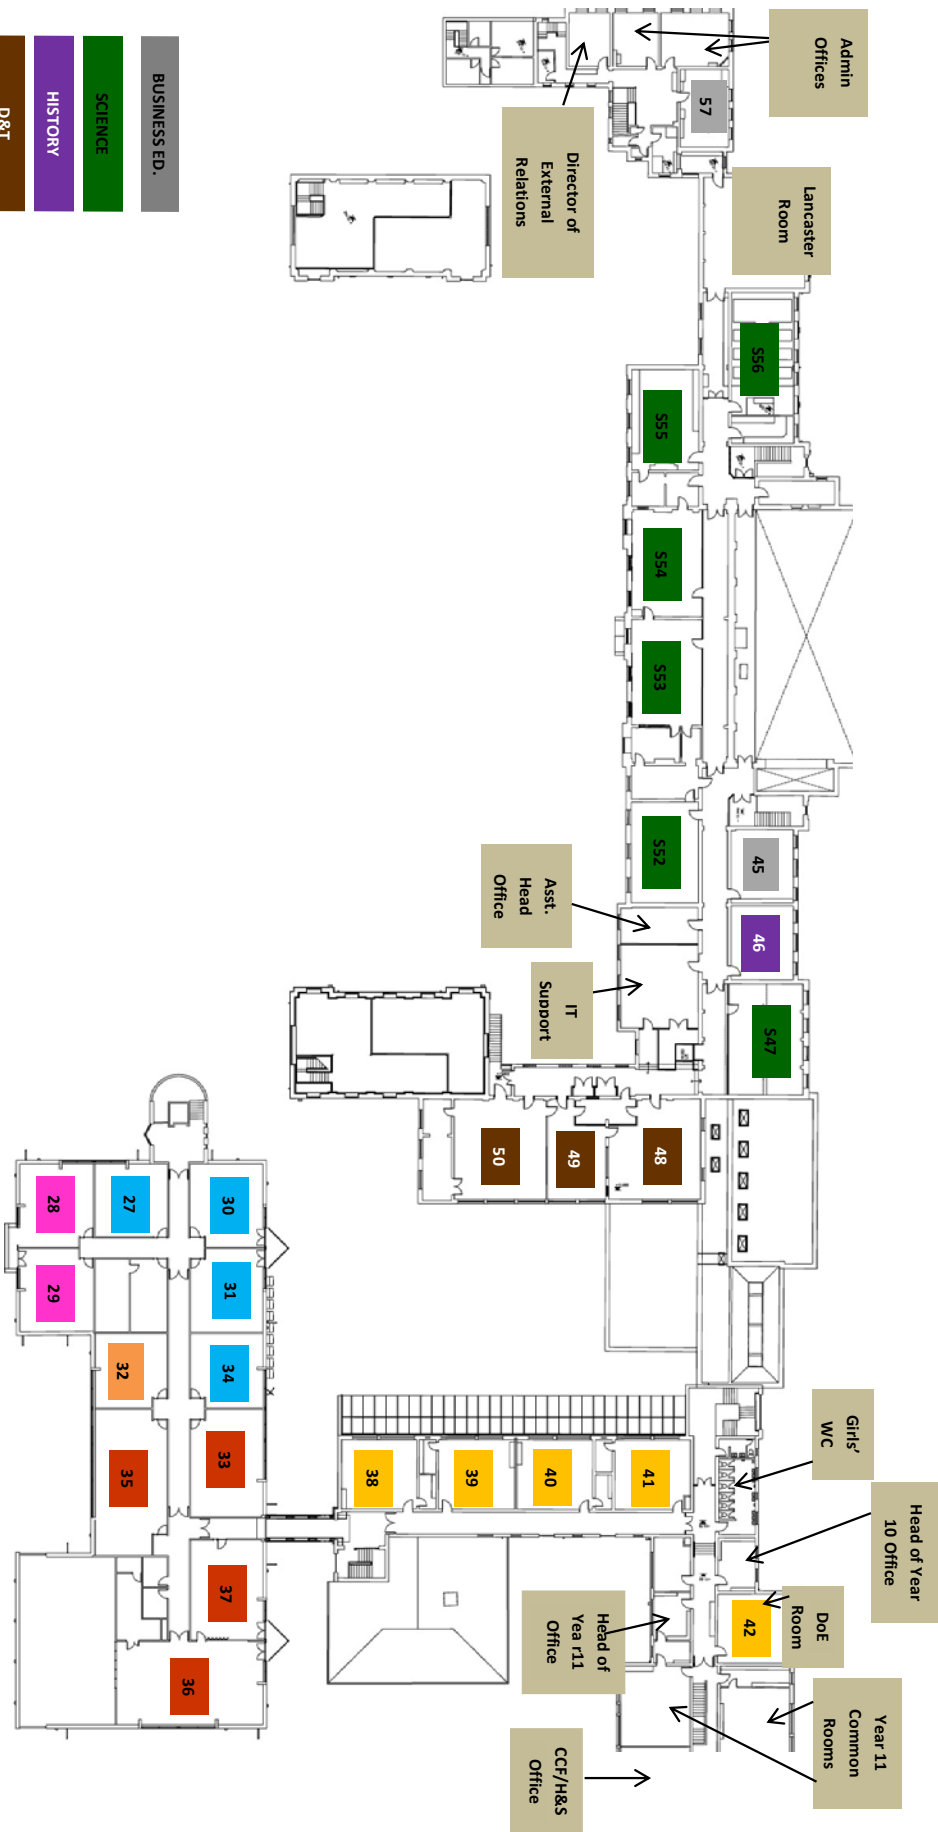 Admin
Offices
57
Director of
External
Relations
Lancaster
Room
BUSINESS ED.
SCIENCE
HISTORY
D&T
S56
S55
S54
S53
S52
45
46
S47
Asst.
Head
Office
IT
Support
50
49
48
28
27
30
29
31
32
34
35
33
37
36
38
39
40
41
42
Girls'
WC
Head of Year
10 Office
DoE
Room
Head of
Yea r11
Office
Year 11
Common
Rooms
CCF/H&S
Office